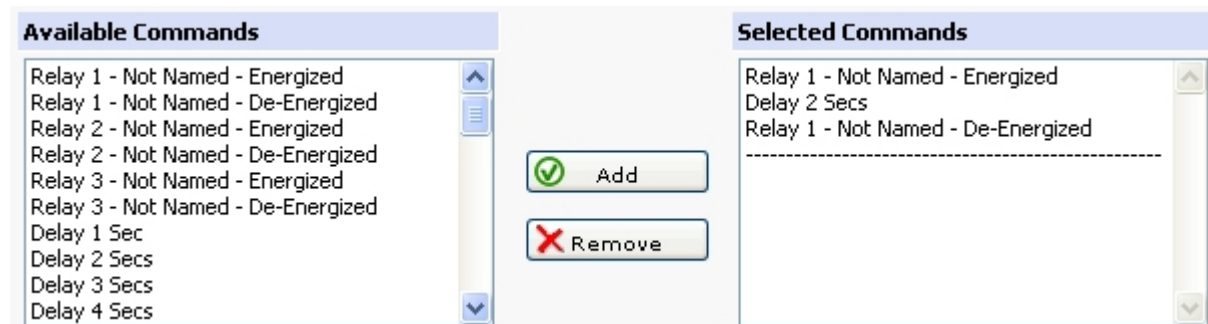 Available Commands
Relay 1 - Not Named - Energized
Relay 1 - Not Named - De-Energized
Relay 2 - Not Named - Energized
Relay 2 - Not Named - De-Energized
Relay 3 - Not Named - Energized
Relay 3 - Not Named - De-Energized
Delay 1 Sec
Delay 2 Secs
Delay 3 Secs
Delay 4 Secs
Add
Remove
Selected Commands
Relay 1 - Not Named - Energized
Delay 2 Secs
Relay 1 - Not Named - De-Energized
----------------------------------------------------